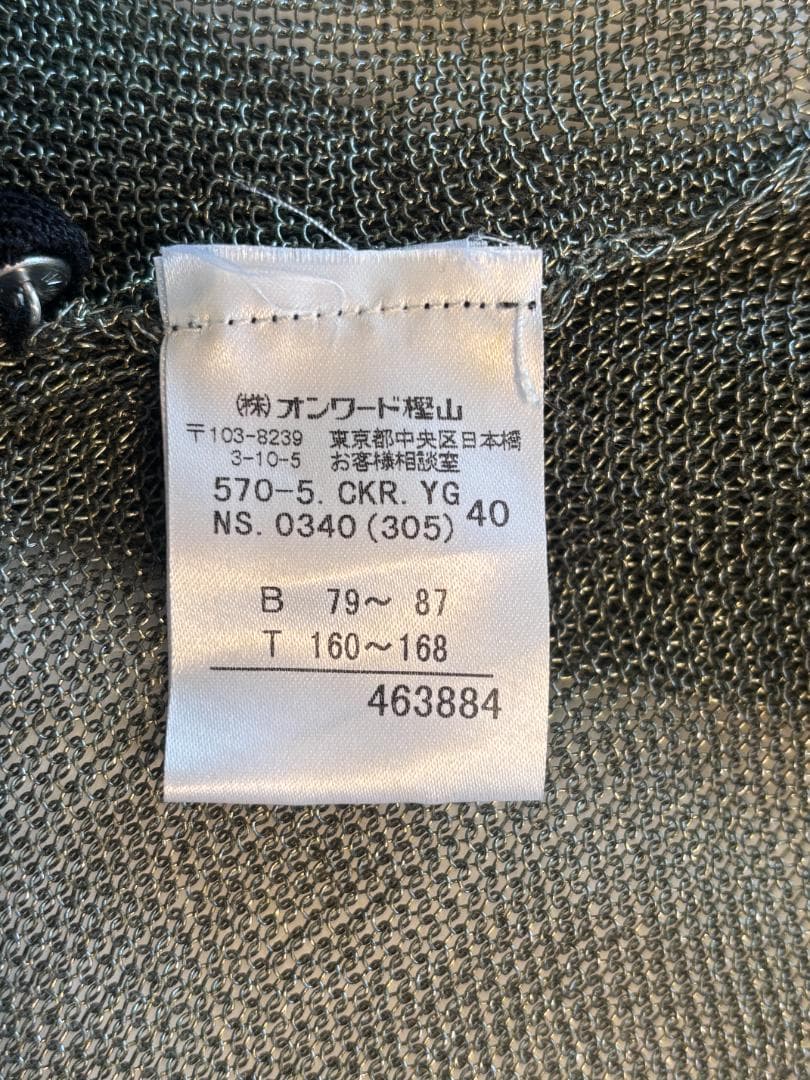 (株)オンワード樫山
〒103-8239 東京都中央区日本橋
3-10-5 お客様相談室
570-5. CKR. YG
NS. 0340 (305) 40
B 79～ 87
T 160～168
463884